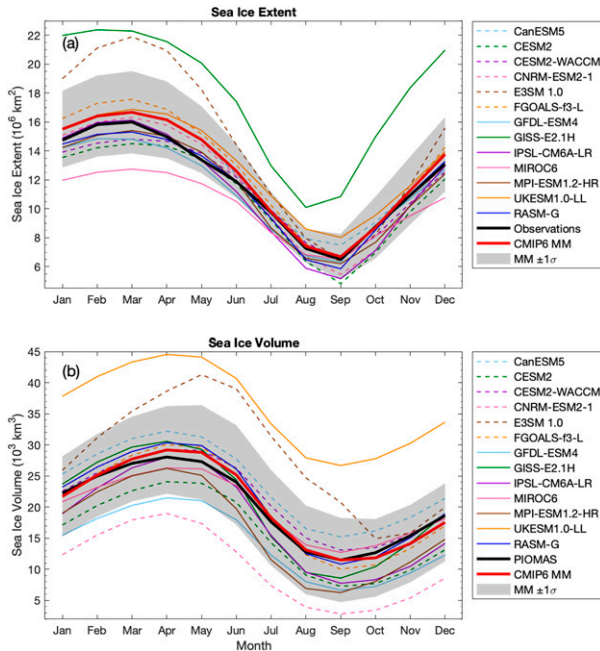 Sea Ice Extent
(a)
Sea Ice Extent (10⁶ km²)
22
20
18
16
14
12
10
8
6
Jan Feb Mar Apr May Jun Jul Aug Sep Oct Nov Dec
CanESM5
CESM2
CESM2-WACCM
CNRM-ESM2-1
E3SM 1.0
FGOALS-f3-L
GFDL-ESM4
GISS-E2.1H
IPSL-CM6A-LR
MIROC6
MPI-ESM1.2-HR
UKESM1.0-LL
RASM-G
Observations
CMIP6 MM
MM ±1σ
Sea Ice Volume
(b)
Sea Ice Volume (10³ km³)
45
40
35
30
25
20
15
10
5
Jan Feb Mar Apr May Jun Jul Aug Sep Oct Nov Dec
Month
CanESM5
CESM2
CESM2-WACCM
CNRM-ESM2-1
E3SM 1.0
FGOALS-f3-L
GFDL-ESM4
GISS-E2.1H
IPSL-CM6A-LR
MIROC6
MPI-ESM1.2-HR
UKESM1.0-LL
RASM-G
PIOMAS
CMIP6 MM
MM ±1σ